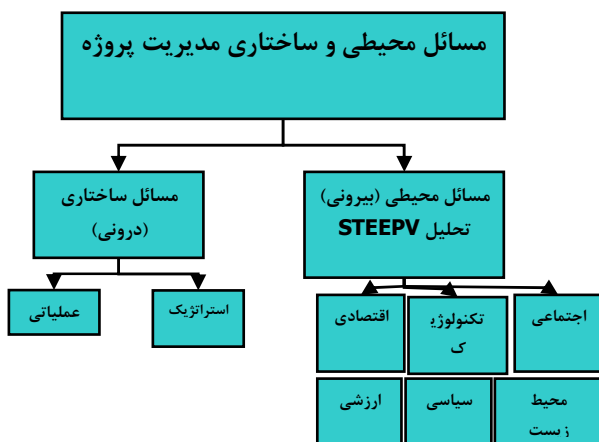 مسائل محیطی و ساختاری مدیریت پروژه
مسائل محیطی (بیرونی)
تحلیل STEEPV
مسائل ساختاری
(درونی)
اجتماعی
تکنولوژی
ک
اقتصادی
استراتژیک
عملیاتی
محیط
زیست
سیاسی
ارزشی